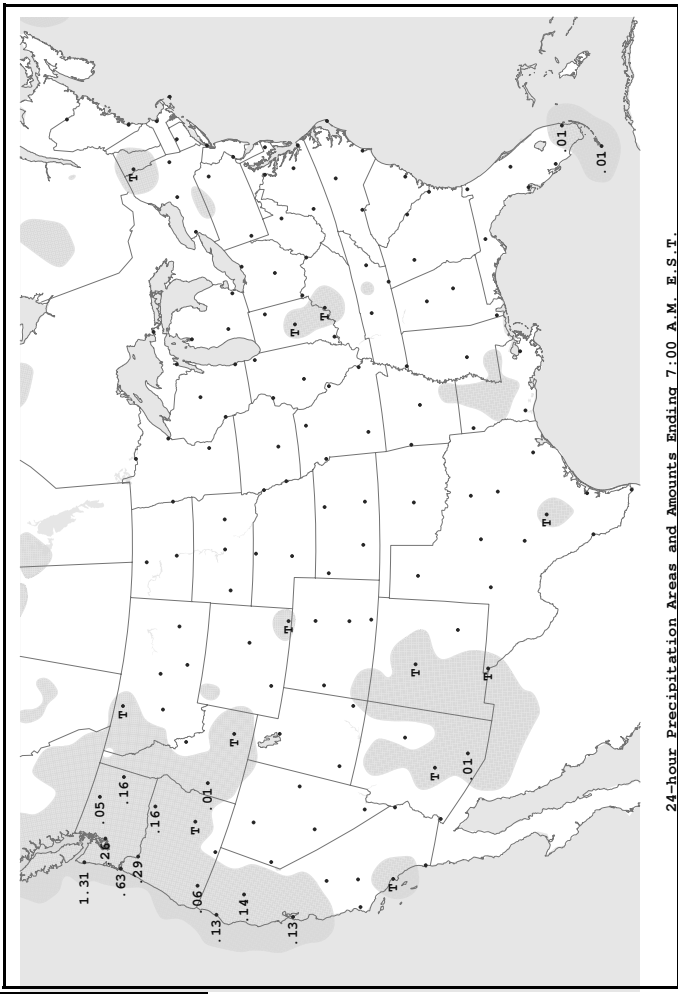 1.31
.05
.26
.63
.16
T
T
.29
.16
T
.06
.01
.13
T
.14
T
.13
T
T
T
T
T
.01
T
T
.01
.01
24-hour Precipitation Areas and Amounts Ending 7:00 A.M. E.S.T.